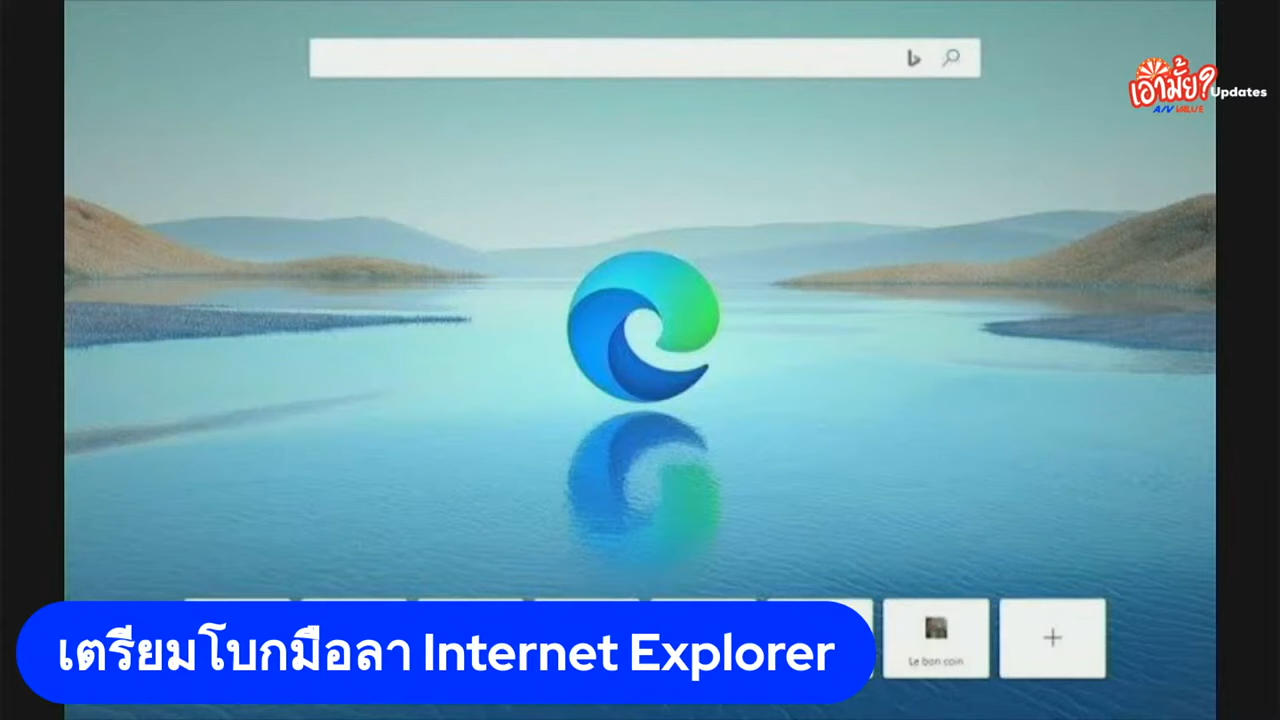 เอามั้ย?
Updates
A/V VALUE
Le bon coin
เตรียมโบกมือลา Internet Explorer